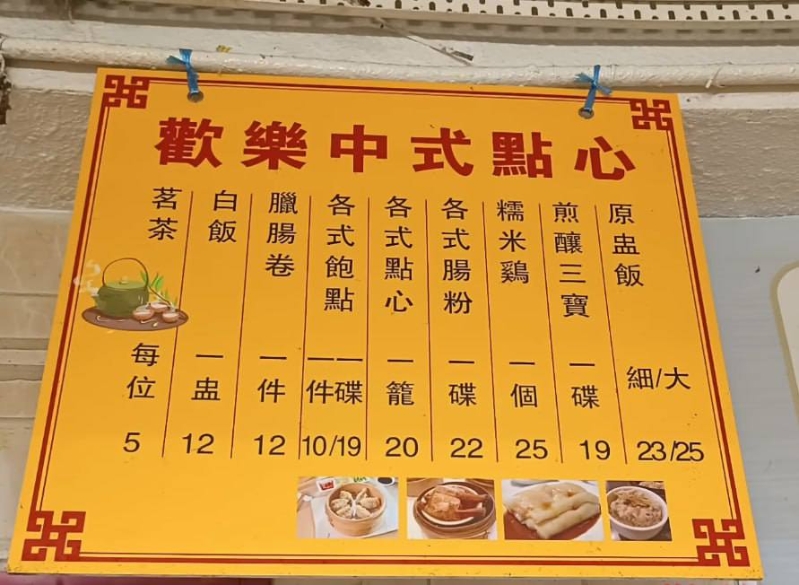 歡樂中式點心
原盅飯 細/大 23/25
煎釀三寶 一碟 19
糯米鷄 一個 25
各式腸粉 一碟 22
各式點心 一籠 20
各式飽點 一件 一碟 10/19
臘腸卷 一件 12
白飯 一盅 12
茗茶 每位 5